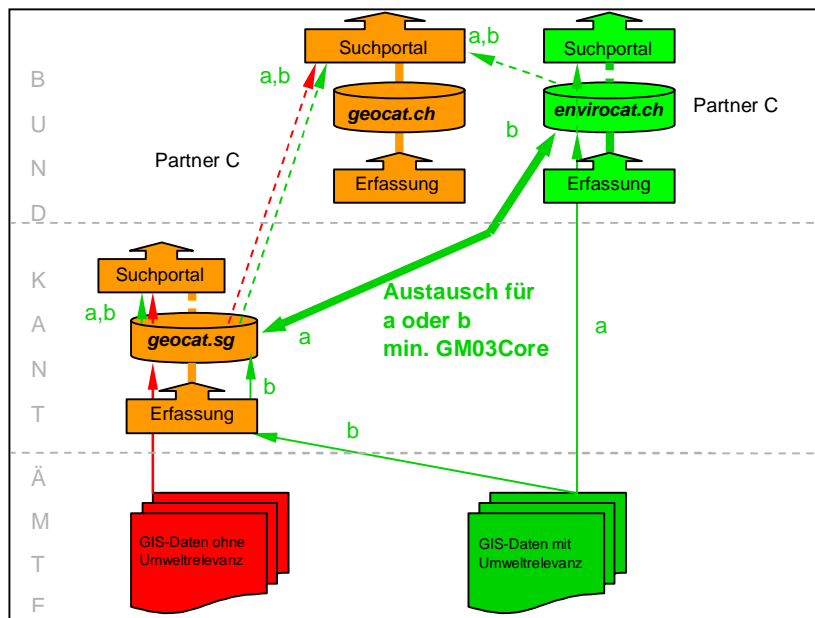 Suchportal
a,b
geocat.ch
Erfassung
Suchportal
a,b
envirocat.ch
b
Erfassung
Partner C
Partner C
B
U
N
D
Suchportal
a,b
geocat.sg
a
b
Erfassung
Austausch für
a oder b
min. GM03Core
a
b
K
A
N
T
GIS-Daten ohne
Umweltrelevanz
GIS-Daten mit
Umweltrelevanz
Ä
M
T